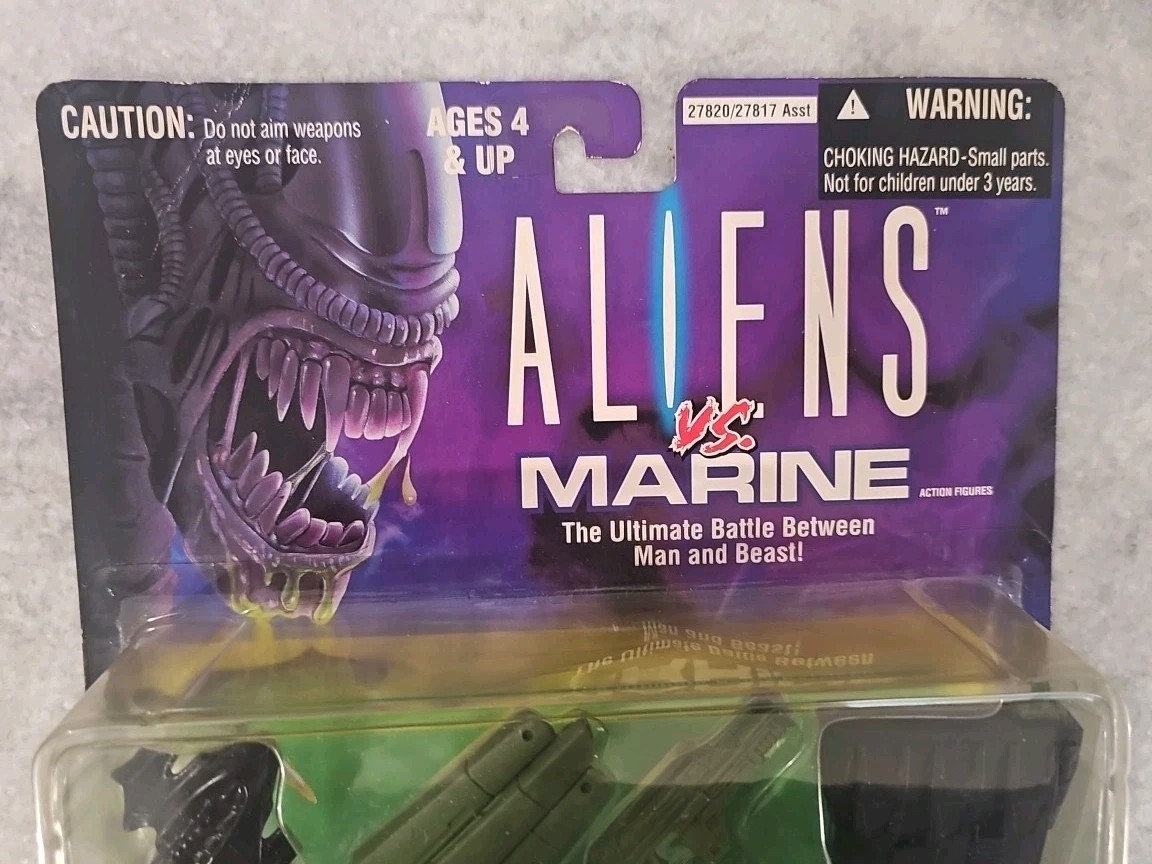 CAUTION: Do not aim weapons
at eyes or face.
AGES 4
& UP
27820/27817 Asst
WARNING:
CHOKING HAZARD-Small parts.
Not for children under 3 years.
ALIENS™
VS.
MARINE ACTION FIGURES
The Ultimate Battle Between
Man and Beast!